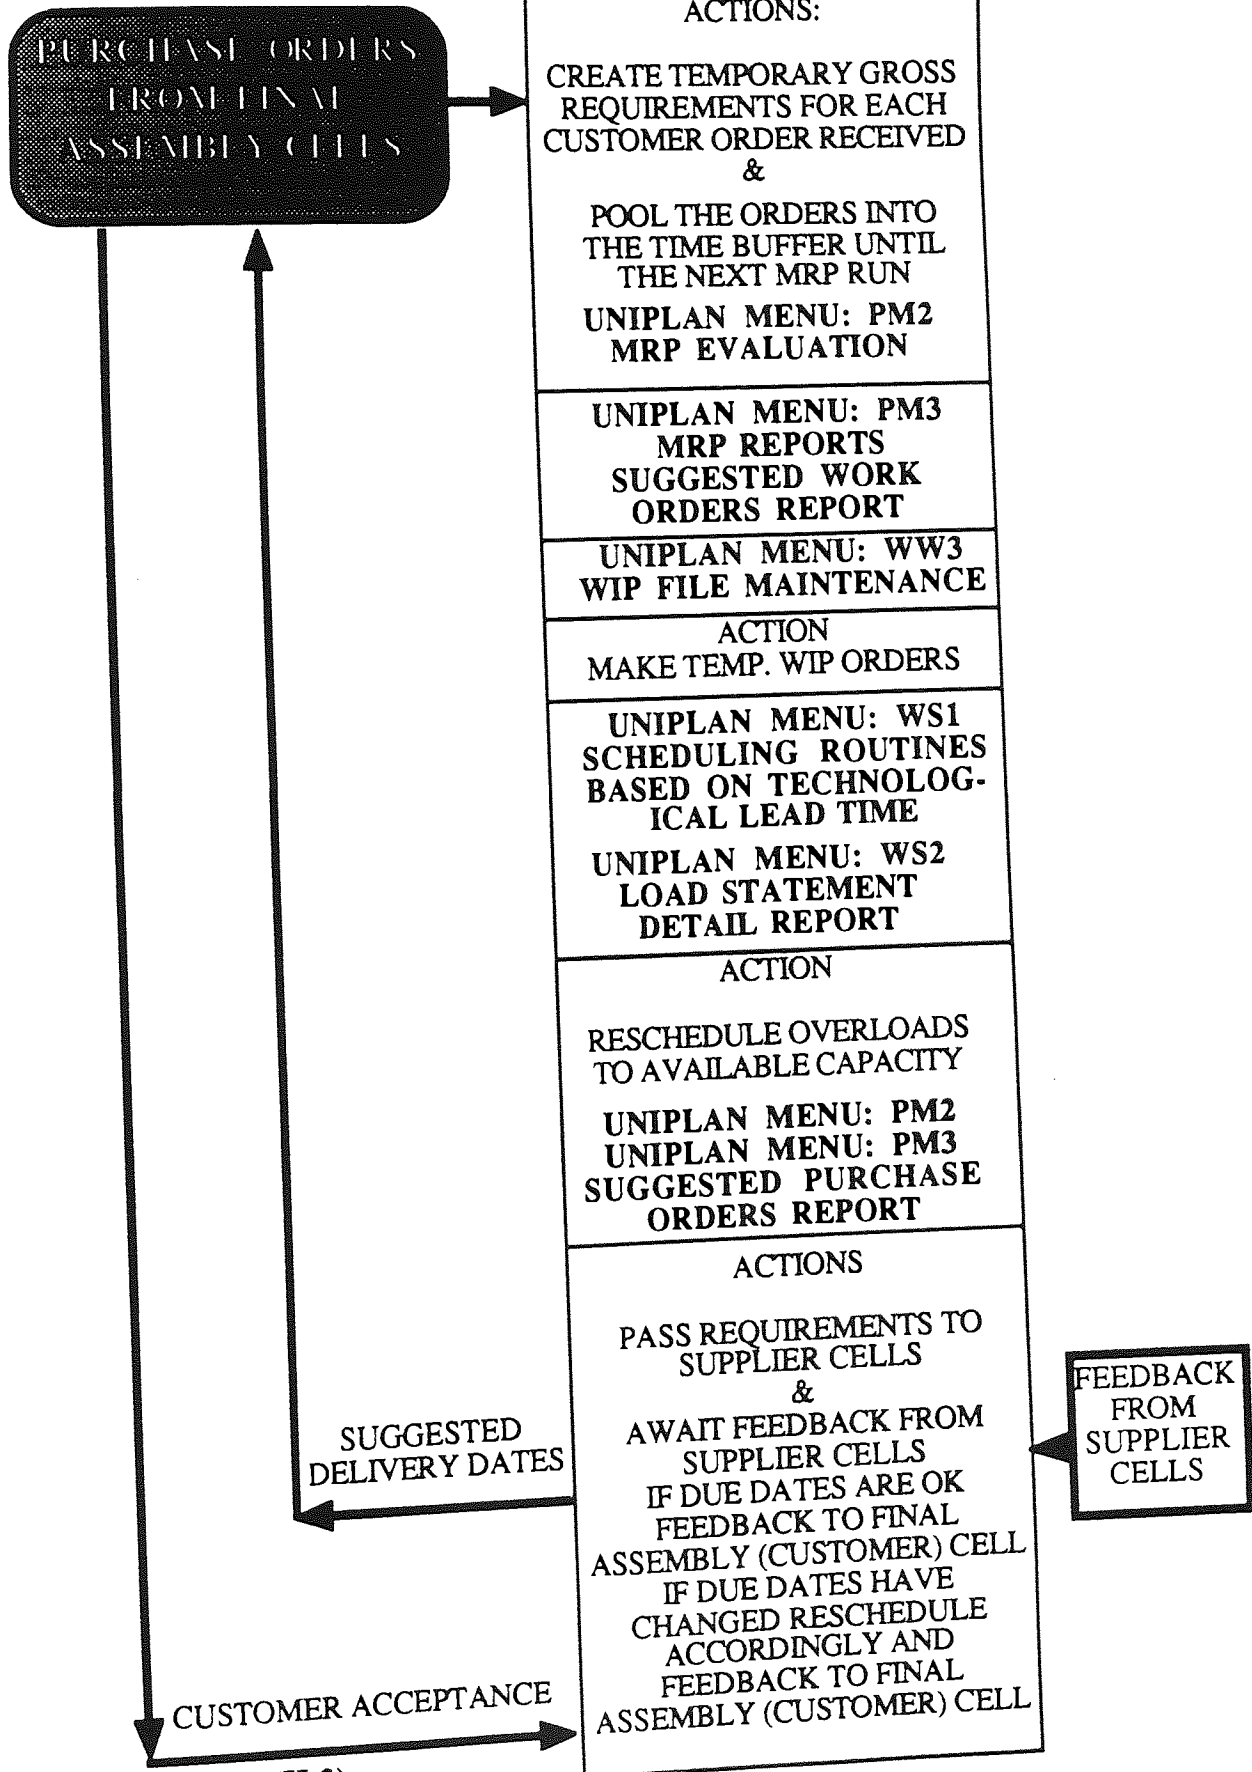 PURCHASE ORDERS
FROM FINAL
ASSEMBLY CELLS
ACTIONS:
CREATE TEMPORARY GROSS
REQUIREMENTS FOR EACH
CUSTOMER ORDER RECEIVED
&
POOL THE ORDERS INTO
THE TIME BUFFER UNTIL
THE NEXT MRP RUN
UNIPLAN MENU: PM2
MRP EVALUATION
UNIPLAN MENU: PM3
MRP REPORTS
SUGGESTED WORK
ORDERS REPORT
UNIPLAN MENU: WW3
WIP FILE MAINTENANCE
ACTION
MAKE TEMP. WIP ORDERS
UNIPLAN MENU: WS1
SCHEDULING ROUTINES
BASED ON TECHNOLOG-
ICAL LEAD TIME
UNIPLAN MENU: WS2
LOAD STATEMENT
DETAIL REPORT
ACTION
RESCHEDULE OVERLOADS
TO AVAILABLE CAPACITY
UNIPLAN MENU: PM2
UNIPLAN MENU: PM3
SUGGESTED PURCHASE
ORDERS REPORT
ACTIONS
PASS REQUIREMENTS TO
SUPPLIER CELLS
&
AWAIT FEEDBACK FROM
SUPPLIER CELLS
IF DUE DATES ARE OK
FEEDBACK TO FINAL
ASSEMBLY (CUSTOMER) CELL
IF DUE DATES HAVE
CHANGED RESCHEDULE
ACCORDINGLY AND
FEEDBACK TO FINAL
ASSEMBLY (CUSTOMER) CELL
FEEDBACK
FROM
SUPPLIER
CELLS
SUGGESTED
DELIVERY DATES
CUSTOMER ACCEPTANCE